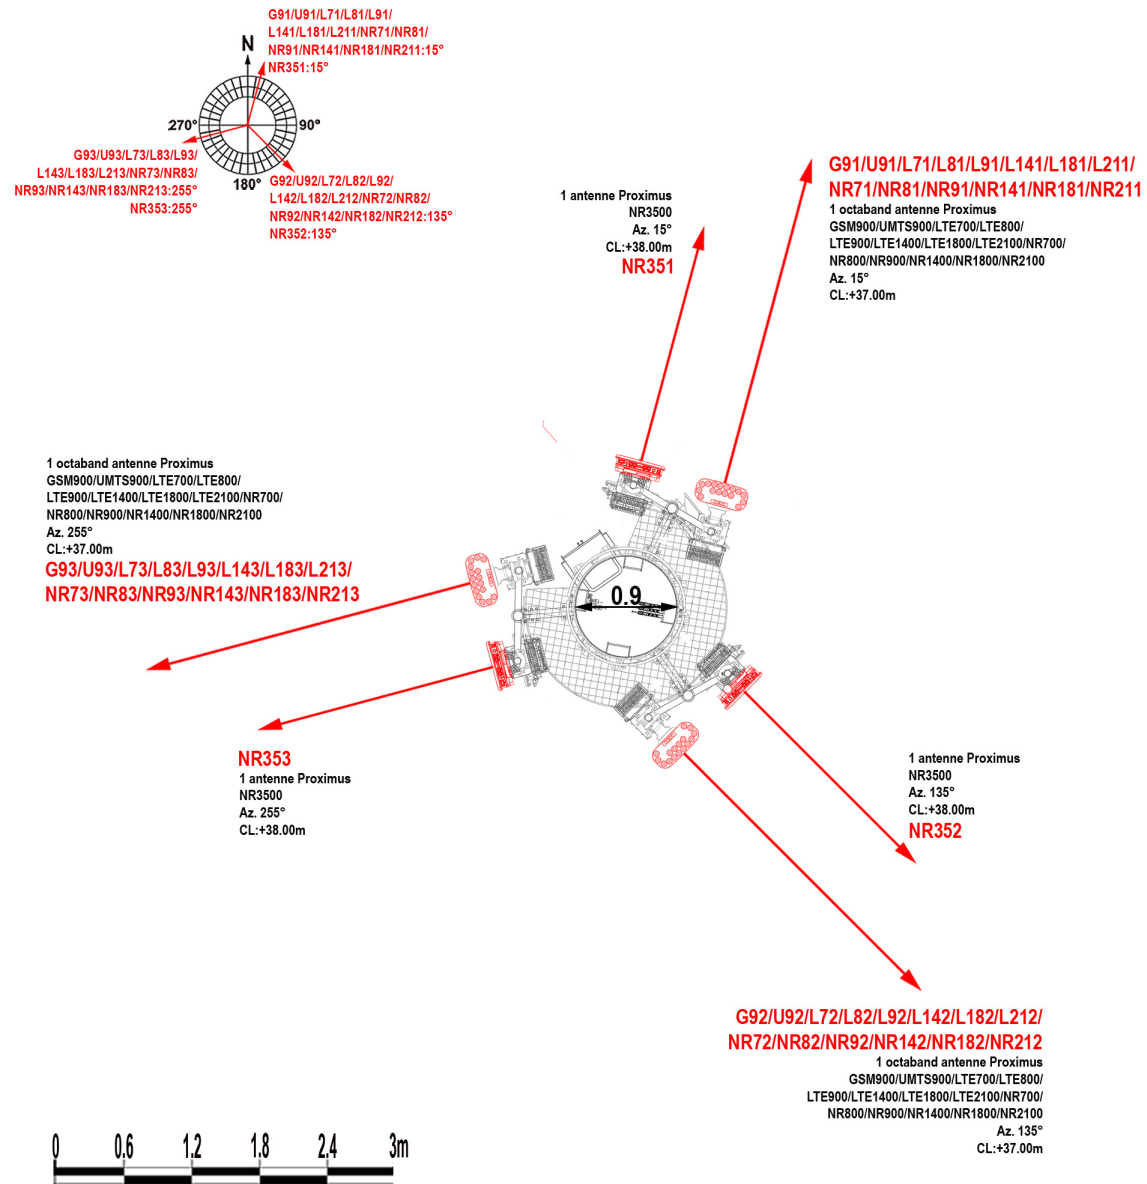 G91/U91/L71/L81/L91/
L141/L181/L211/NR71/NR81/
NR91/NR141/NR181/NR211:15°
NR351:15°
N
270°
90°
180°
G93/U93/L73/L83/L93/
L143/L183/L213/NR73/NR83/
NR93/NR143/NR183/NR213:255°
NR353:255°
G92/U92/L72/L82/L92/
L142/L182/L212/NR72/NR82/
NR92/NR142/NR182/NR212:135°
NR352:135°
1 antenne Proximus
NR3500
Az. 15°
CL:+38.00m
NR351
G91/U91/L71/L81/L91/L141/L181/L211/
NR71/NR81/NR91/NR141/NR181/NR211
1 octaband antenne Proximus
GSM900/UMTS900/LTE700/LTE800/
LTE900/LTE1400/LTE1800/LTE2100/NR700/
NR800/NR900/NR1400/NR1800/NR2100
Az. 15°
CL:+37.00m
1 octaband antenne Proximus
GSM900/UMTS900/LTE700/LTE800/
LTE900/LTE1400/LTE1800/LTE2100/NR700/
NR800/NR900/NR1400/NR1800/NR2100
Az. 255°
CL:+37.00m
G93/U93/L73/L83/L93/L143/L183/L213/
NR73/NR83/NR93/NR143/NR183/NR213
0.9
NR353
1 antenne Proximus
NR3500
Az. 255°
CL:+38.00m
1 antenne Proximus
NR3500
Az. 135°
CL:+38.00m
NR352
G92/U92/L72/L82/L92/L142/L182/L212/
NR72/NR82/NR92/NR142/NR182/NR212
1 octaband antenne Proximus
GSM900/UMTS900/LTE700/LTE800/
LTE900/LTE1400/LTE1800/LTE2100/NR700/
NR800/NR900/NR1400/NR1800/NR2100
Az. 135°
CL:+37.00m
0 0.6 1.2 1.8 2.4 3m